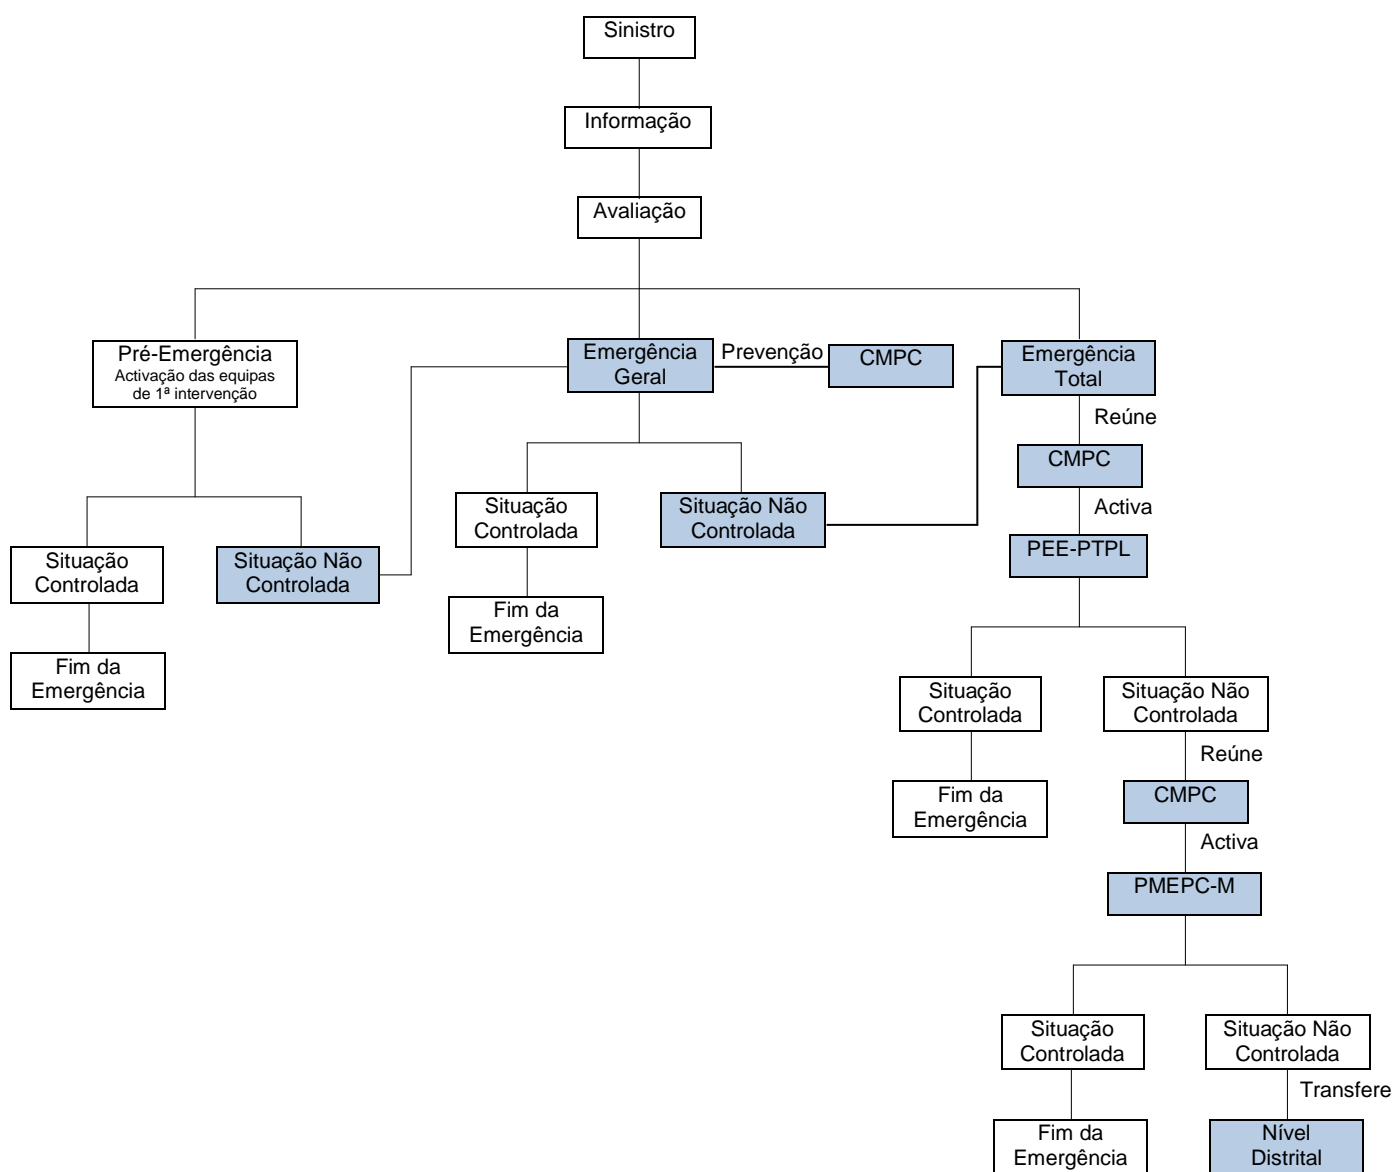 Sinistro
Informação
Avaliação
Pré-Emergência
Activação das equipas
de 1ª intervenção
Emergência
Geral
Prevenção
CMPC
Emergência
Total
Reúne
CMPC
Activa
PEE-PTPL
Situação
Controlada
Situação Não
Controlada
Situação
Controlada
Situação Não
Controlada
Fim da
Emergência
Fim da
Emergência
Situação
Controlada
Situação Não
Controlada
Reúne
Fim da
Emergência
CMPC
Activa
PMEPC-M
Situação
Controlada
Situação Não
Controlada
Transfere
Fim da
Emergência
Nível
Distrital